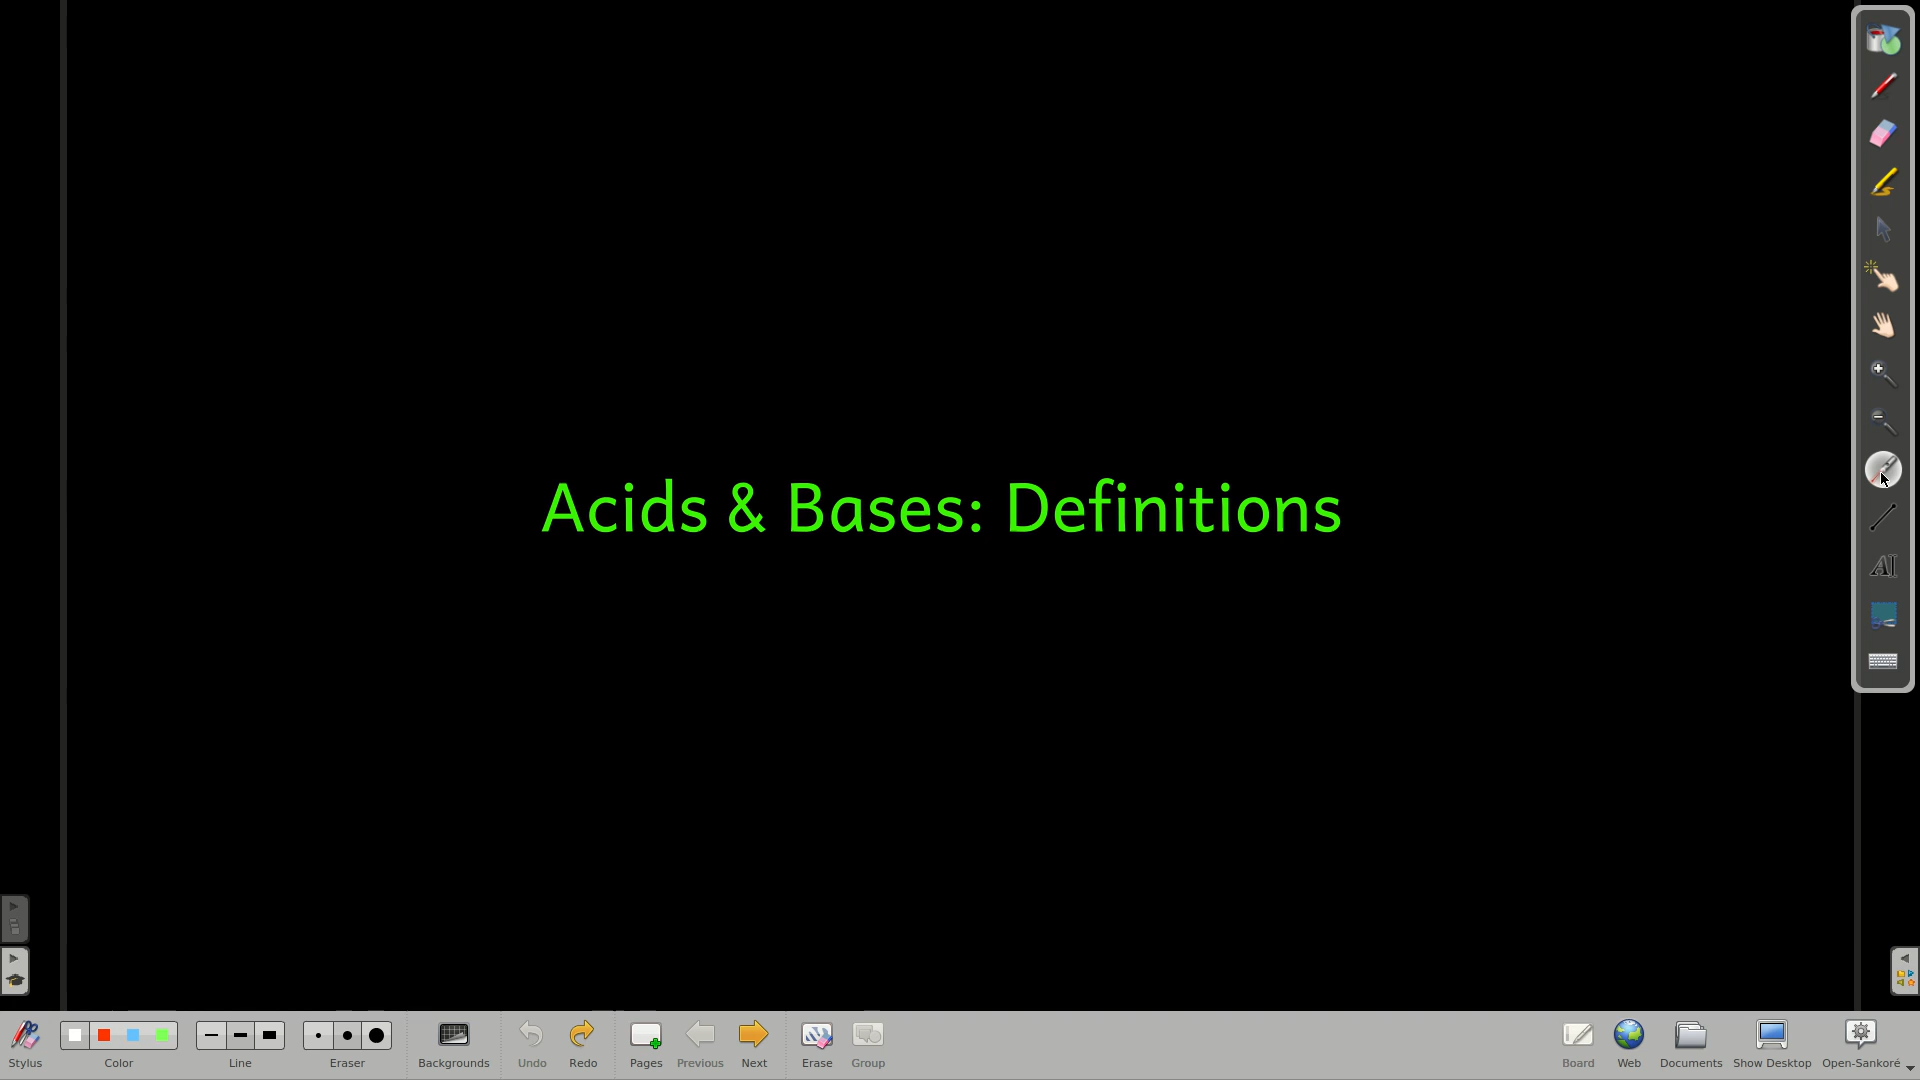 Acids & Bases: Definitions
Stylus
Color
Line
Eraser
Backgrounds
Undo
Redo
Pages
Previous
Next
Erase
Group
Board
Web
Documents
Show Desktop
Open-Sankoré